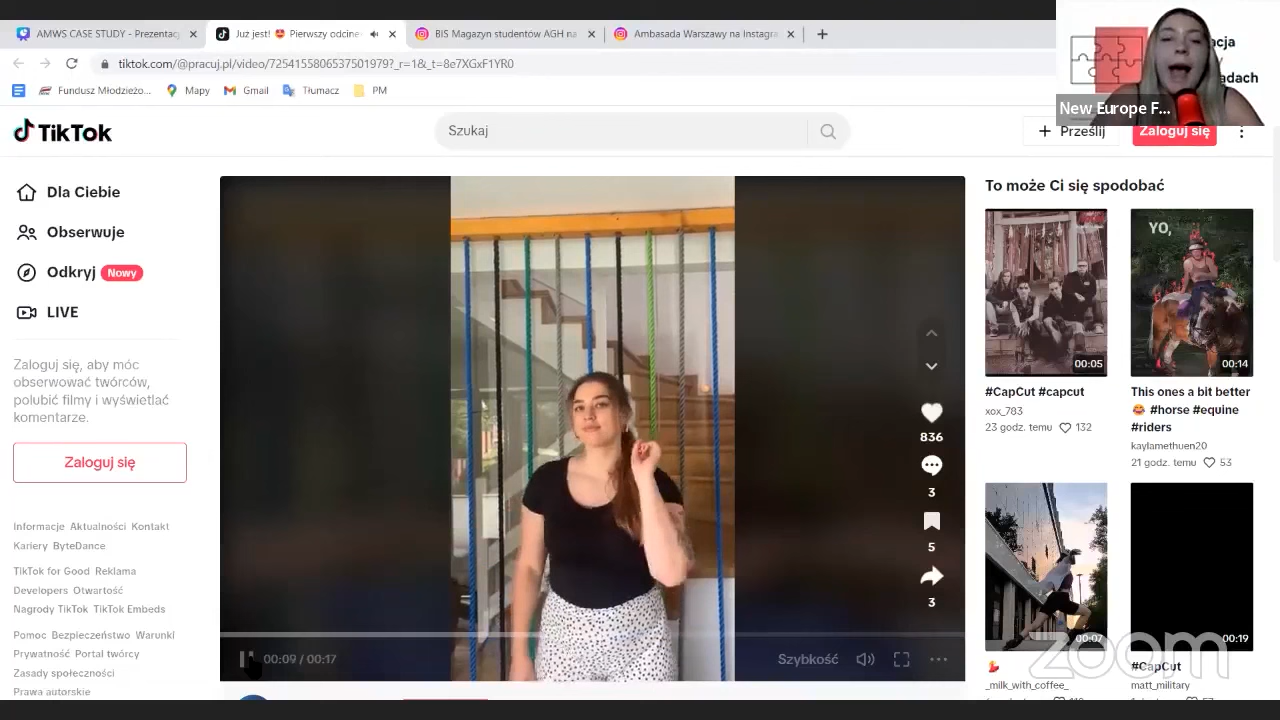 AMWS CASE STUDY - Prezentacj
Już jest! 🤩 Pierwszy odcine
BIS Magazyn studentów AGH na
Ambasada Warszawy na Instagra
tiktok.com/@pracuj.pl/video/7254155806537501979?_r=1&_t=8e7XGxF1YR0
Fundusz Młodzieżo...
Mapy
Gmail
Tłumacz
PM
acja
adach
New Europe F...
TikTok
Szukaj
Prześlij
Zaloguj się
Dla Ciebie
Obserwuje
Odkryj Nowy
LIVE
Zaloguj się, aby móc
obserwować twórców,
polubić filmy i wyświetlać
komentarze.
Zaloguj się
Informacje Aktualności Kontakt
Kariery ByteDance
TikTok for Good Reklama
Developers Otwartość
Nagrody TikTok TikTok Embeds
Pomoc Bezpieczeństwo Warunki
Prywatność Portal twórcy
Zasady społeczności
Prawa autorskie
836
3
5
3
00:09 / 00:17
Szybkość
To może Ci się spodobać
00:05
#CapCut #capcut
xox_783
23 godz. temu 132
YO,
00:14
This ones a bit better
😂 #horse #equine
#riders
kaylamethuen20
21 godz. temu 53
00:07
_milk_with_coffee_
00:19
#CapCut
matt_military
zoom